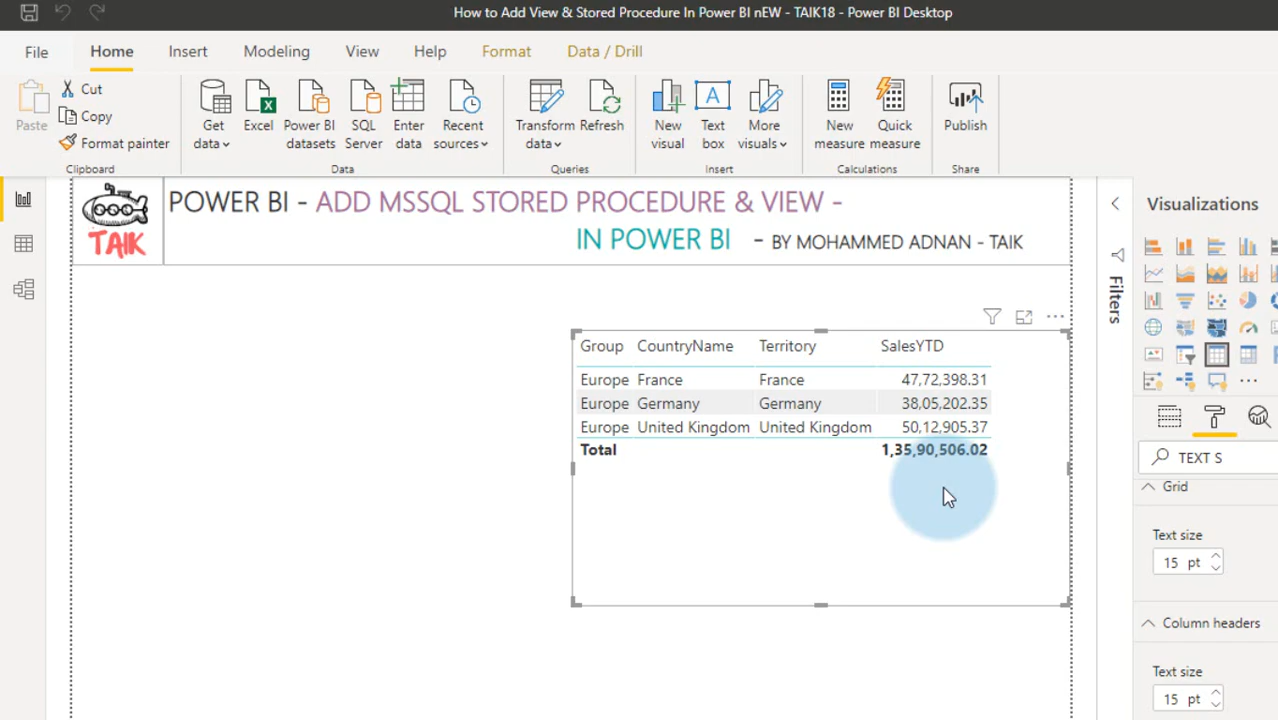 How to Add View & Stored Procedure In Power BI nEW - TAIK18 - Power BI Desktop
File Home Insert Modeling View Help Format Data / Drill
Paste
Cut
Copy
Format painter
Clipboard
Get data
Excel
Power BI datasets
SQL Server
Enter data
Recent sources
Data
Transform data
Refresh
Queries
New visual
Text box
More visuals
Insert
New measure
Quick measure
Calculations
Publish
Share
TAIK
POWER BI - ADD MSSQL STORED PROCEDURE & VIEW -
IN POWER BI - BY MOHAMMED ADNAN - TAIK
Group CountryName Territory SalesYTD
Europe France France 47,72,398.31
Europe Germany Germany 38,05,202.35
Europe United Kingdom United Kingdom 50,12,905.37
Total 1,35,90,506.02
Filters
Visualizations
TEXT S
Grid
Text size
15 pt
Column headers
Text size
15 pt